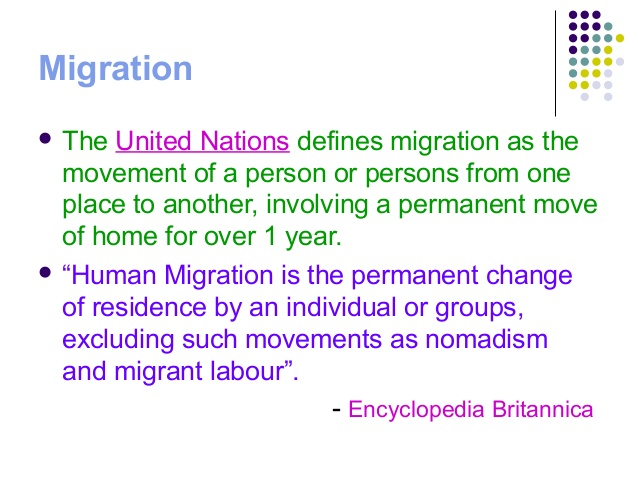 Migration
The United Nations defines migration as the
movement of a person or persons from one
place to another, involving a permanent move
of home for over 1 year.
“Human Migration is the permanent change
of residence by an individual or groups,
excluding such movements as nomadism
and migrant labour”.
- Encyclopedia Britannica